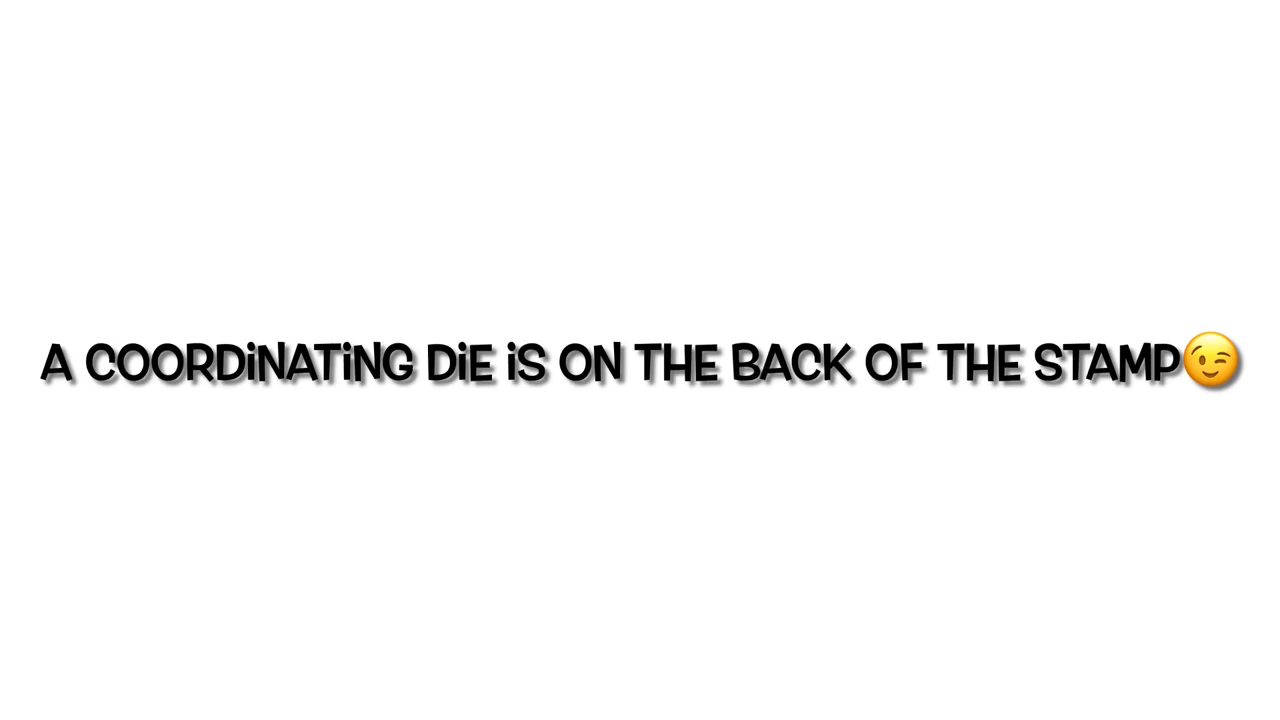 A COORDiNATiNG DiE iS ON THE BACK OF THE STAMP😉